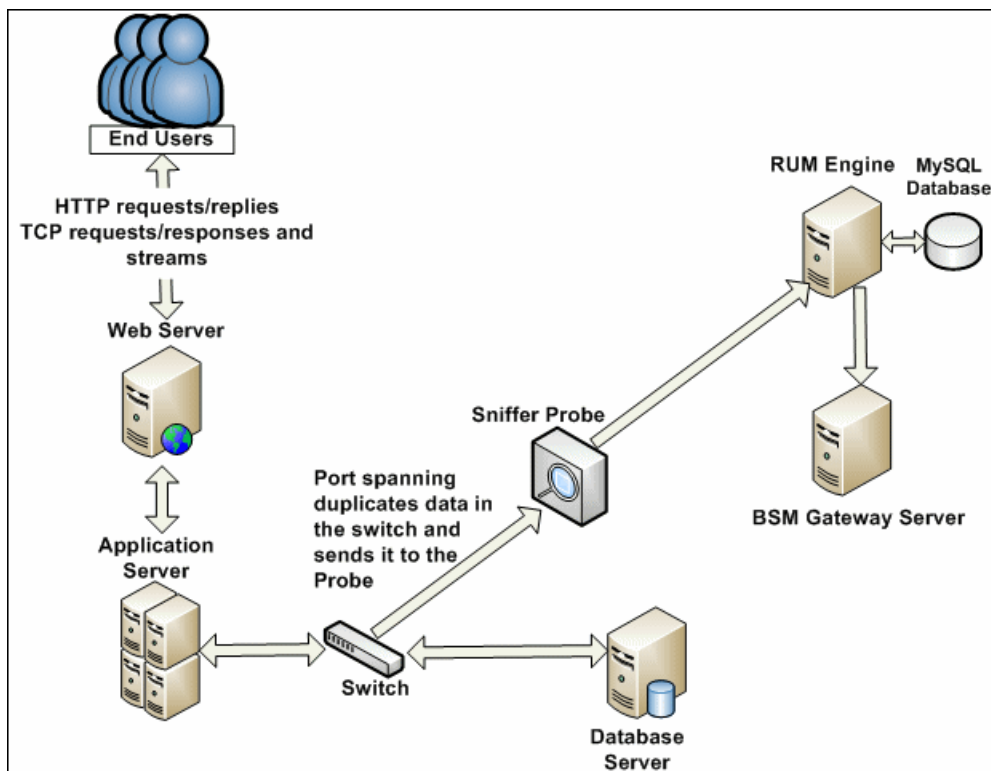 End Users
HTTP requests/replies
TCP requests/responses and
streams
Web Server
Application
Server
Port spanning
duplicates data in
the switch and
sends it to the
Probe
Switch
Sniffer Probe
RUM Engine
MySQL
Database
BSM Gateway Server
Database
Server